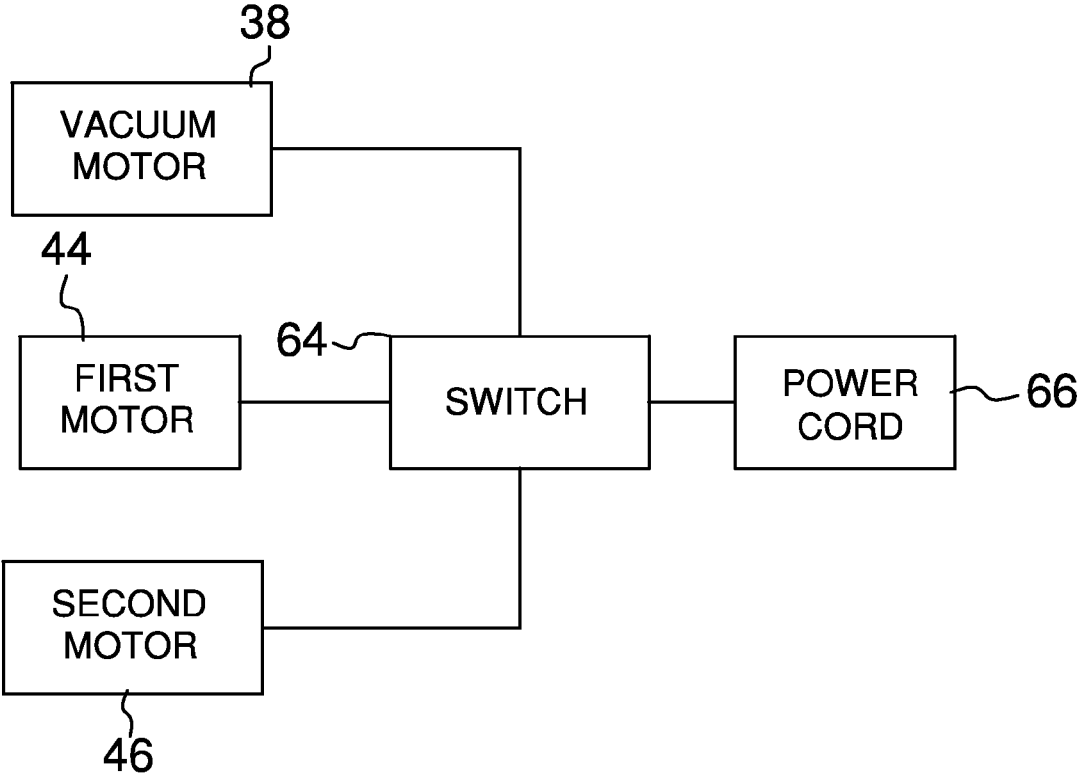 38
VACUUM
MOTOR
44
FIRST
MOTOR
64
SWITCH
POWER
CORD
66
SECOND
MOTOR
46